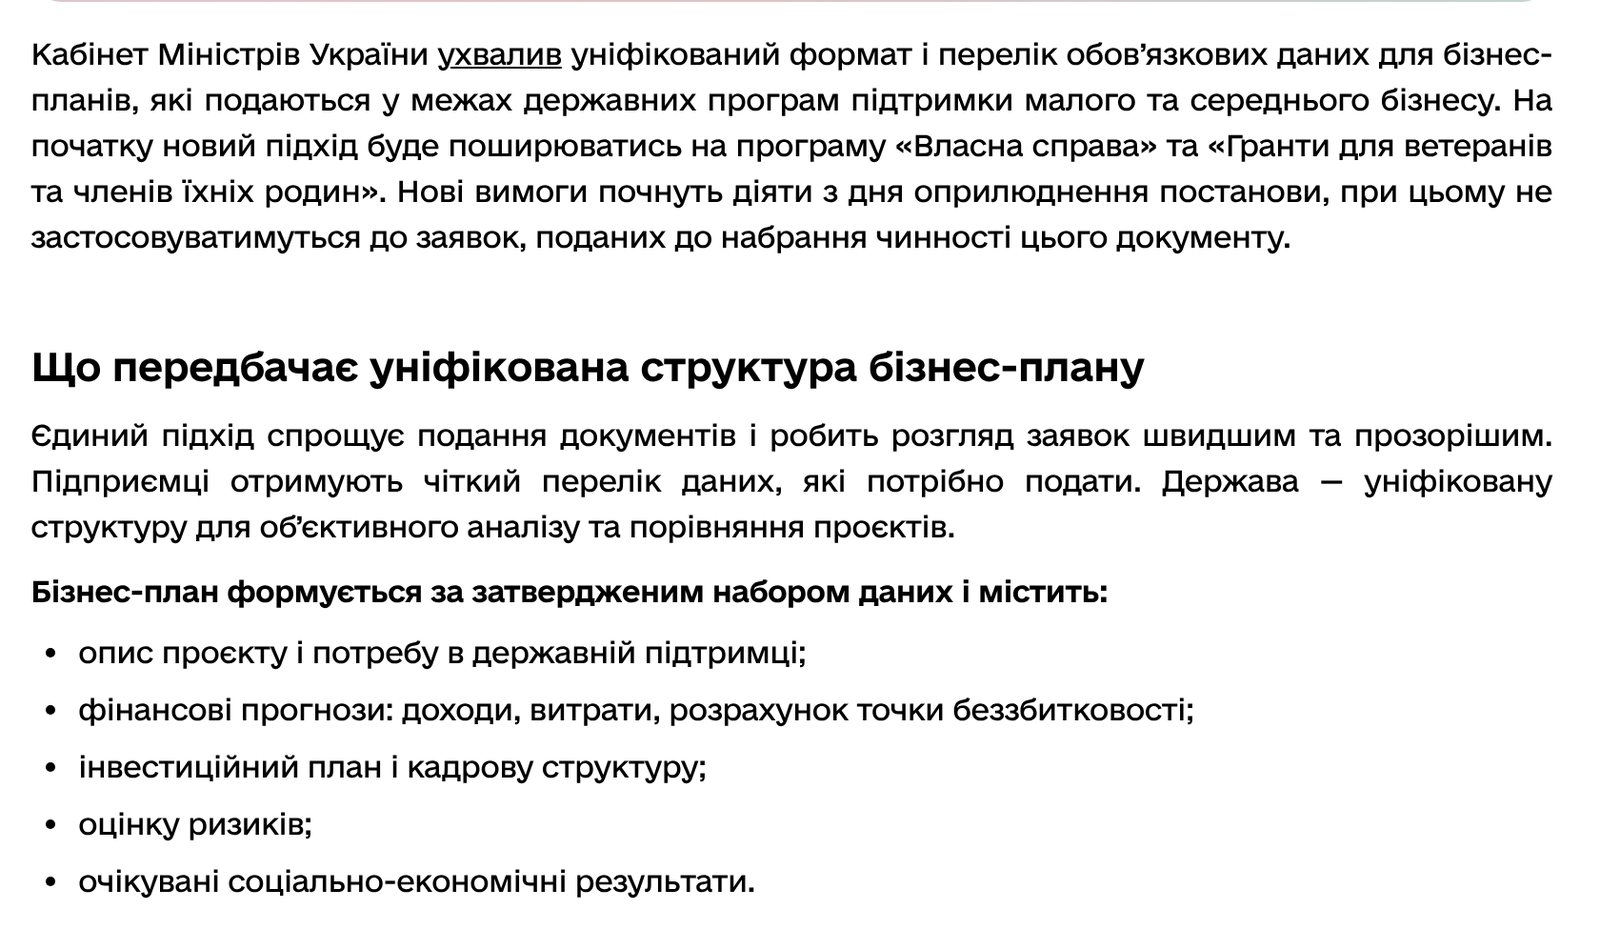 Кабінет Міністрів України ухвалив уніфікований формат і перелік обов’язкових даних для бізнес-
планів, які подаються у межах державних програм підтримки малого та середнього бізнесу. На
початку новий підхід буде поширюватись на програму «Власна справа» та «Гранти для ветеранів
та членів їхніх родин». Нові вимоги почнуть діяти з дня оприлюднення постанови, при цьому не
застосовуватимуться до заявок, поданих до набрання чинності цього документу.
Що передбачає уніфікована структура бізнес-плану
Єдиний підхід спрощує подання документів і робить розгляд заявок швидшим та прозорішим.
Підприємці отримують чіткий перелік даних, які потрібно подати. Держава — уніфіковану
структуру для об’єктивного аналізу та порівняння проєктів.
Бізнес-план формується за затвердженим набором даних і містить:
• опис проєкту і потребу в державній підтримці;
• фінансові прогнози: доходи, витрати, розрахунок точки беззбитковості;
• інвестиційний план і кадрову структуру;
• оцінку ризиків;
• очікувані соціально-економічні результати.